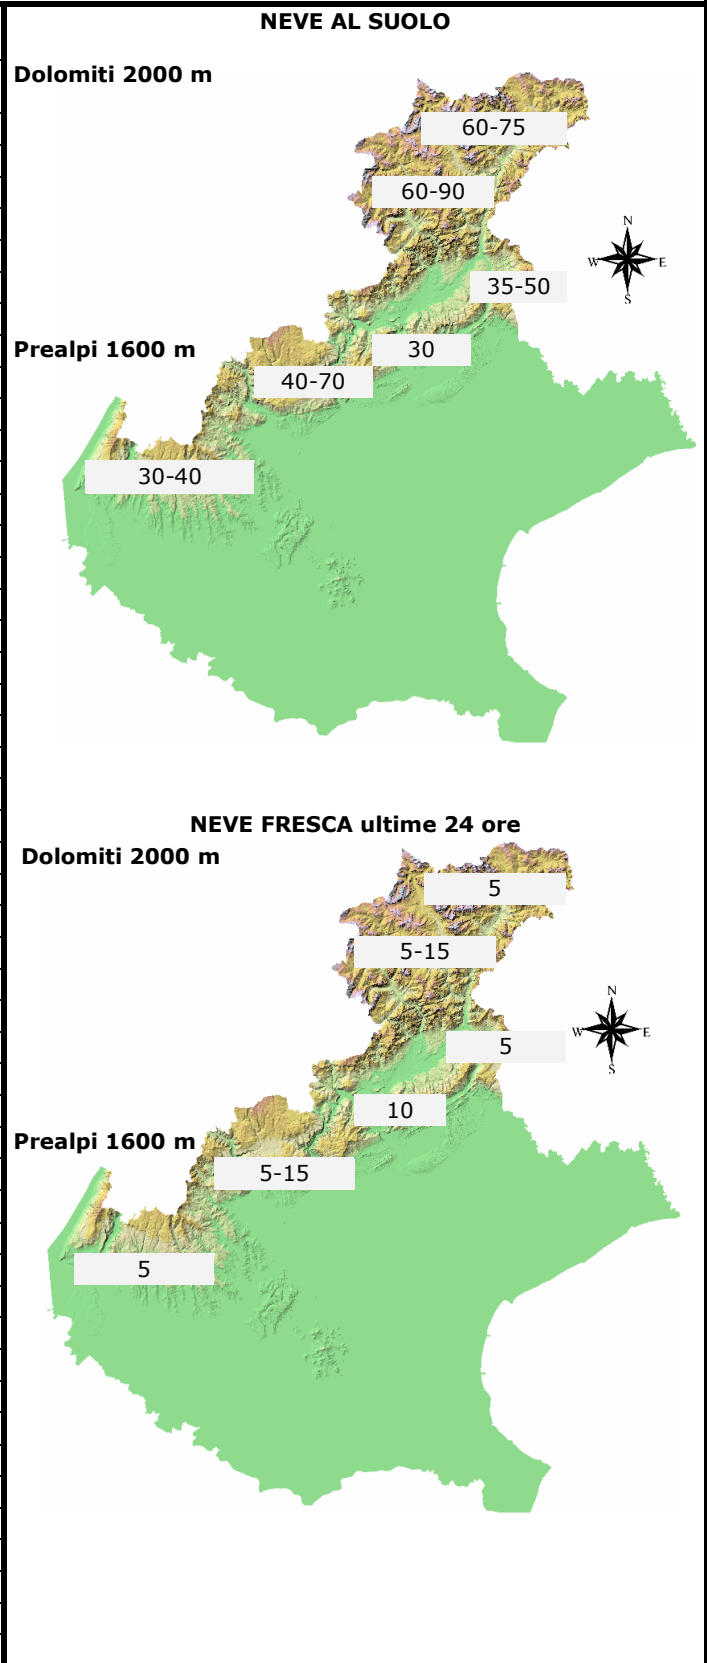 NEVE AL SUOLO
Dolomiti 2000 m
60-75
60-90
N
W E
S
35-50
Prealpi 1600 m
30
40-70
30-40
NEVE FRESCA ultime 24 ore
Dolomiti 2000 m
5
5-15
N
W E
S
5
10
Prealpi 1600 m
5-15
5